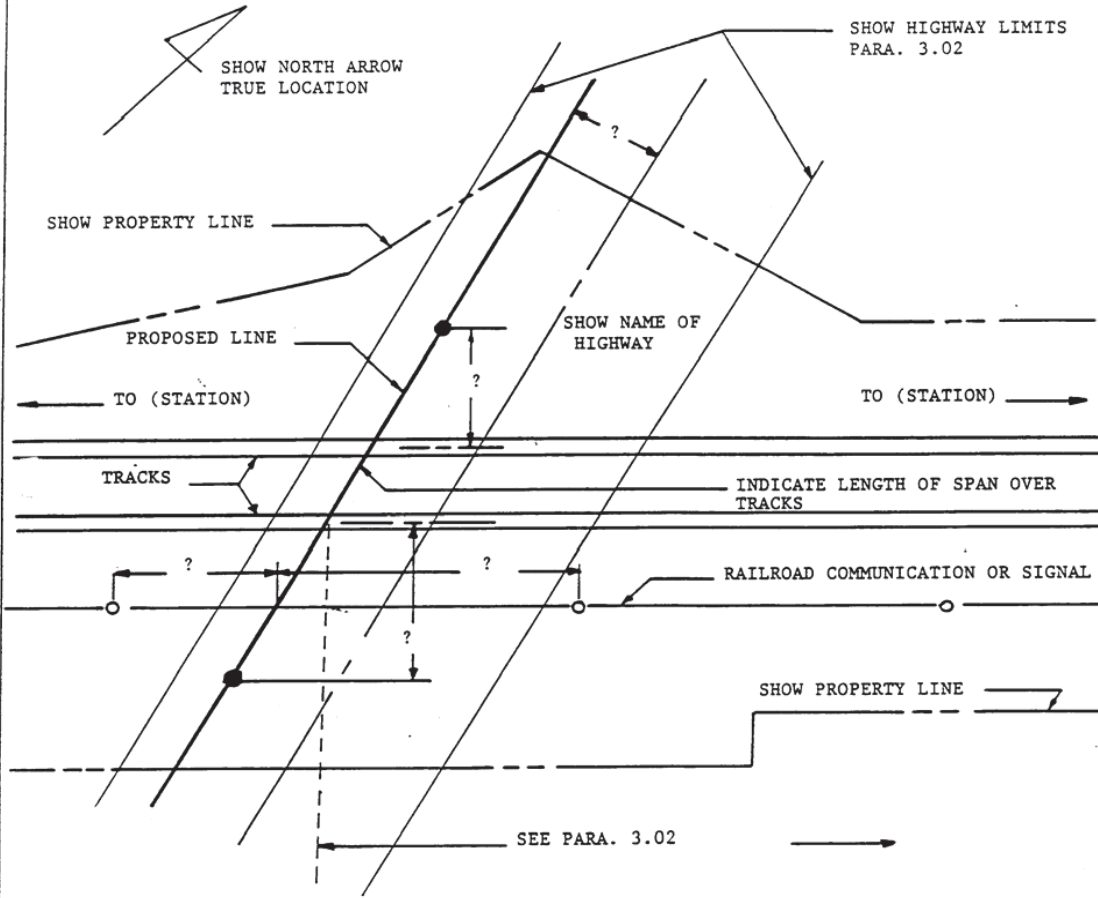 SHOW HIGHWAY LIMITS
PARA. 3.02
SHOW NORTH ARROW
TRUE LOCATION
?
SHOW PROPERTY LINE
SHOW NAME OF
HIGHWAY
PROPOSED LINE
?
TO (STATION)
TO (STATION)
TRACKS
INDICATE LENGTH OF SPAN OVER
TRACKS
?
?
RAILROAD COMMUNICATION OR SIGNAL
?
SHOW PROPERTY LINE
SEE PARA. 3.02